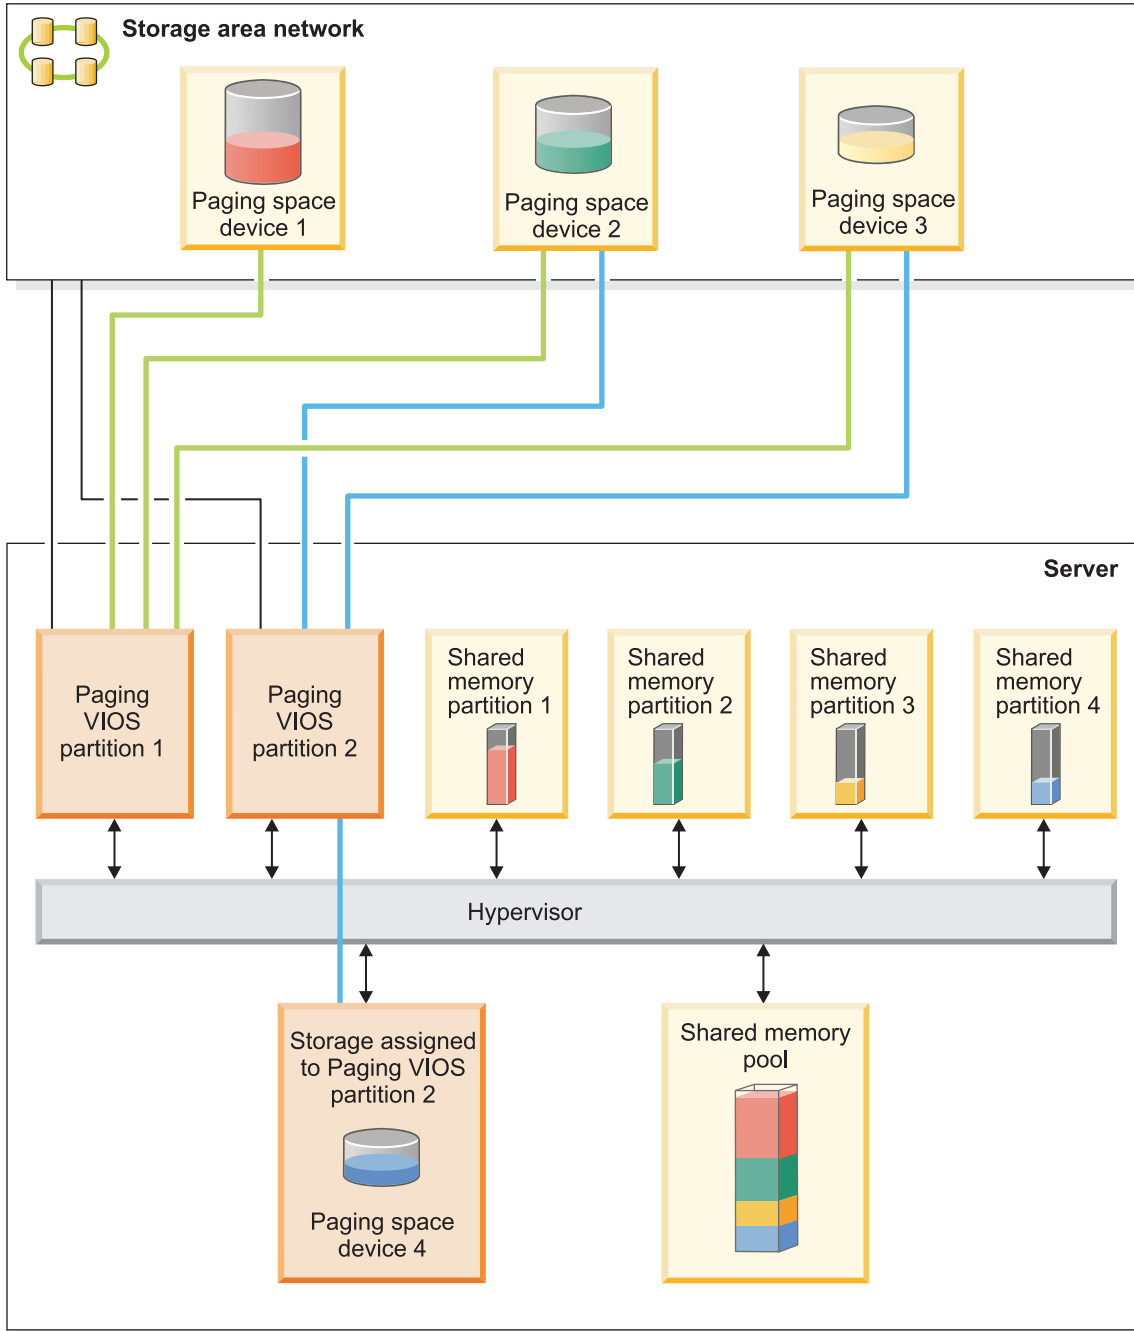 Storage area network
Paging space
device 1
Paging space
device 2
Paging space
device 3
Server
Paging
VIOS
partition 1
Paging
VIOS
partition 2
Shared
memory
partition 1
Shared
memory
partition 2
Shared
memory
partition 3
Shared
memory
partition 4
Hypervisor
Storage assigned
to Paging VIOS
partition 2
Paging space
device 4
Shared memory
pool